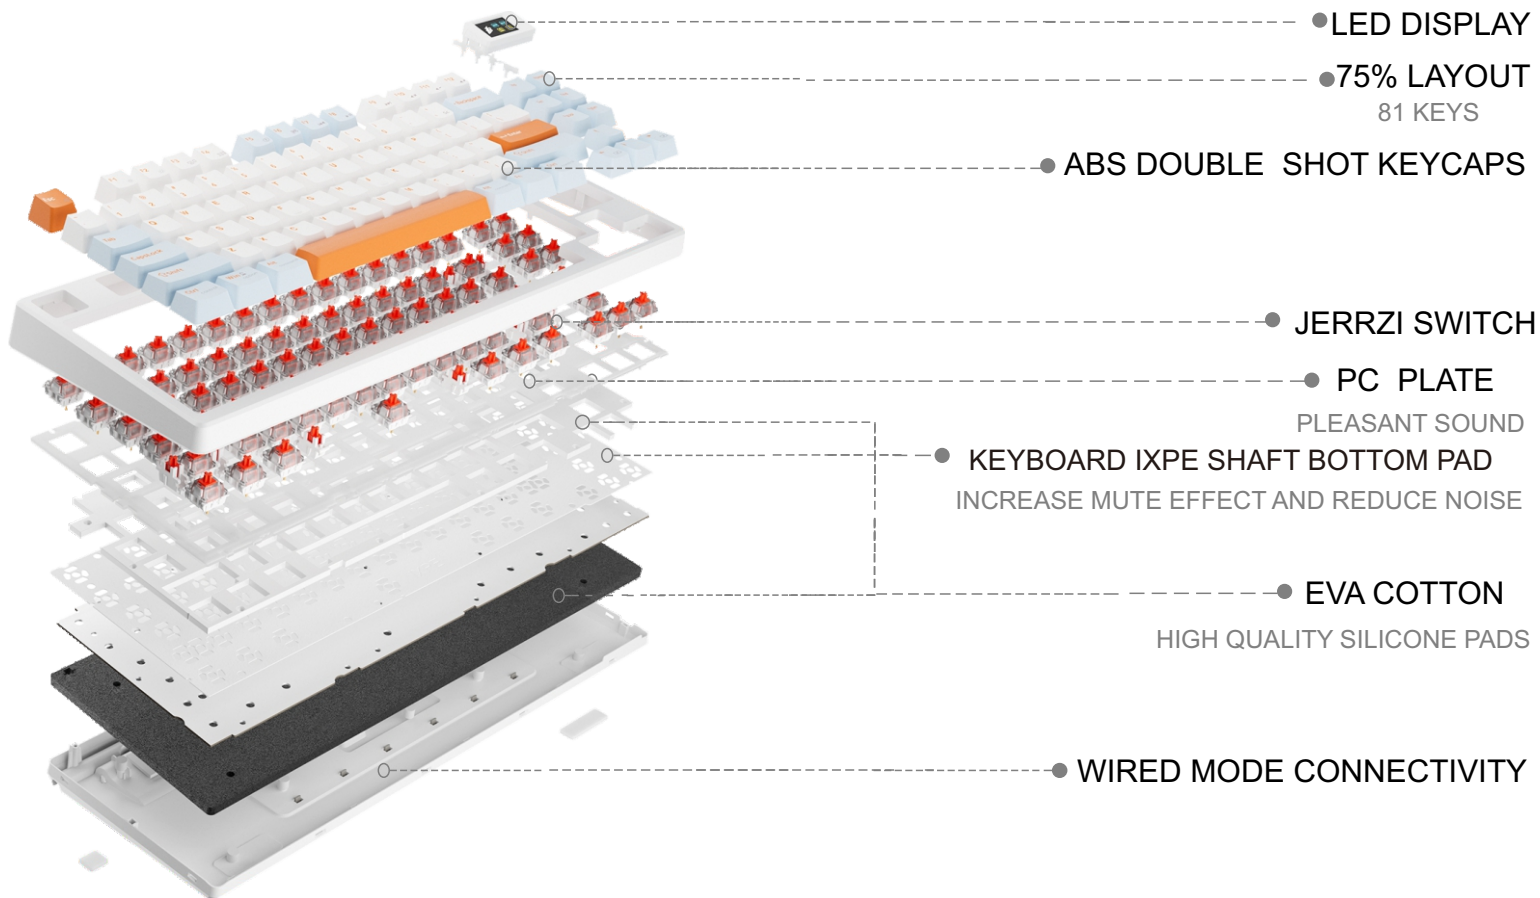 LED DISPLAY
75% LAYOUT
81 KEYS
ABS DOUBLE SHOT KEYCAPS
JERRZI SWITCH
PC PLATE
PLEASANT SOUND
KEYBOARD IXPE SHAFT BOTTOM PAD
INCREASE MUTE EFFECT AND REDUCE NOISE
EVA COTTON
HIGH QUALITY SILICONE PADS
WIRED MODE CONNECTIVITY